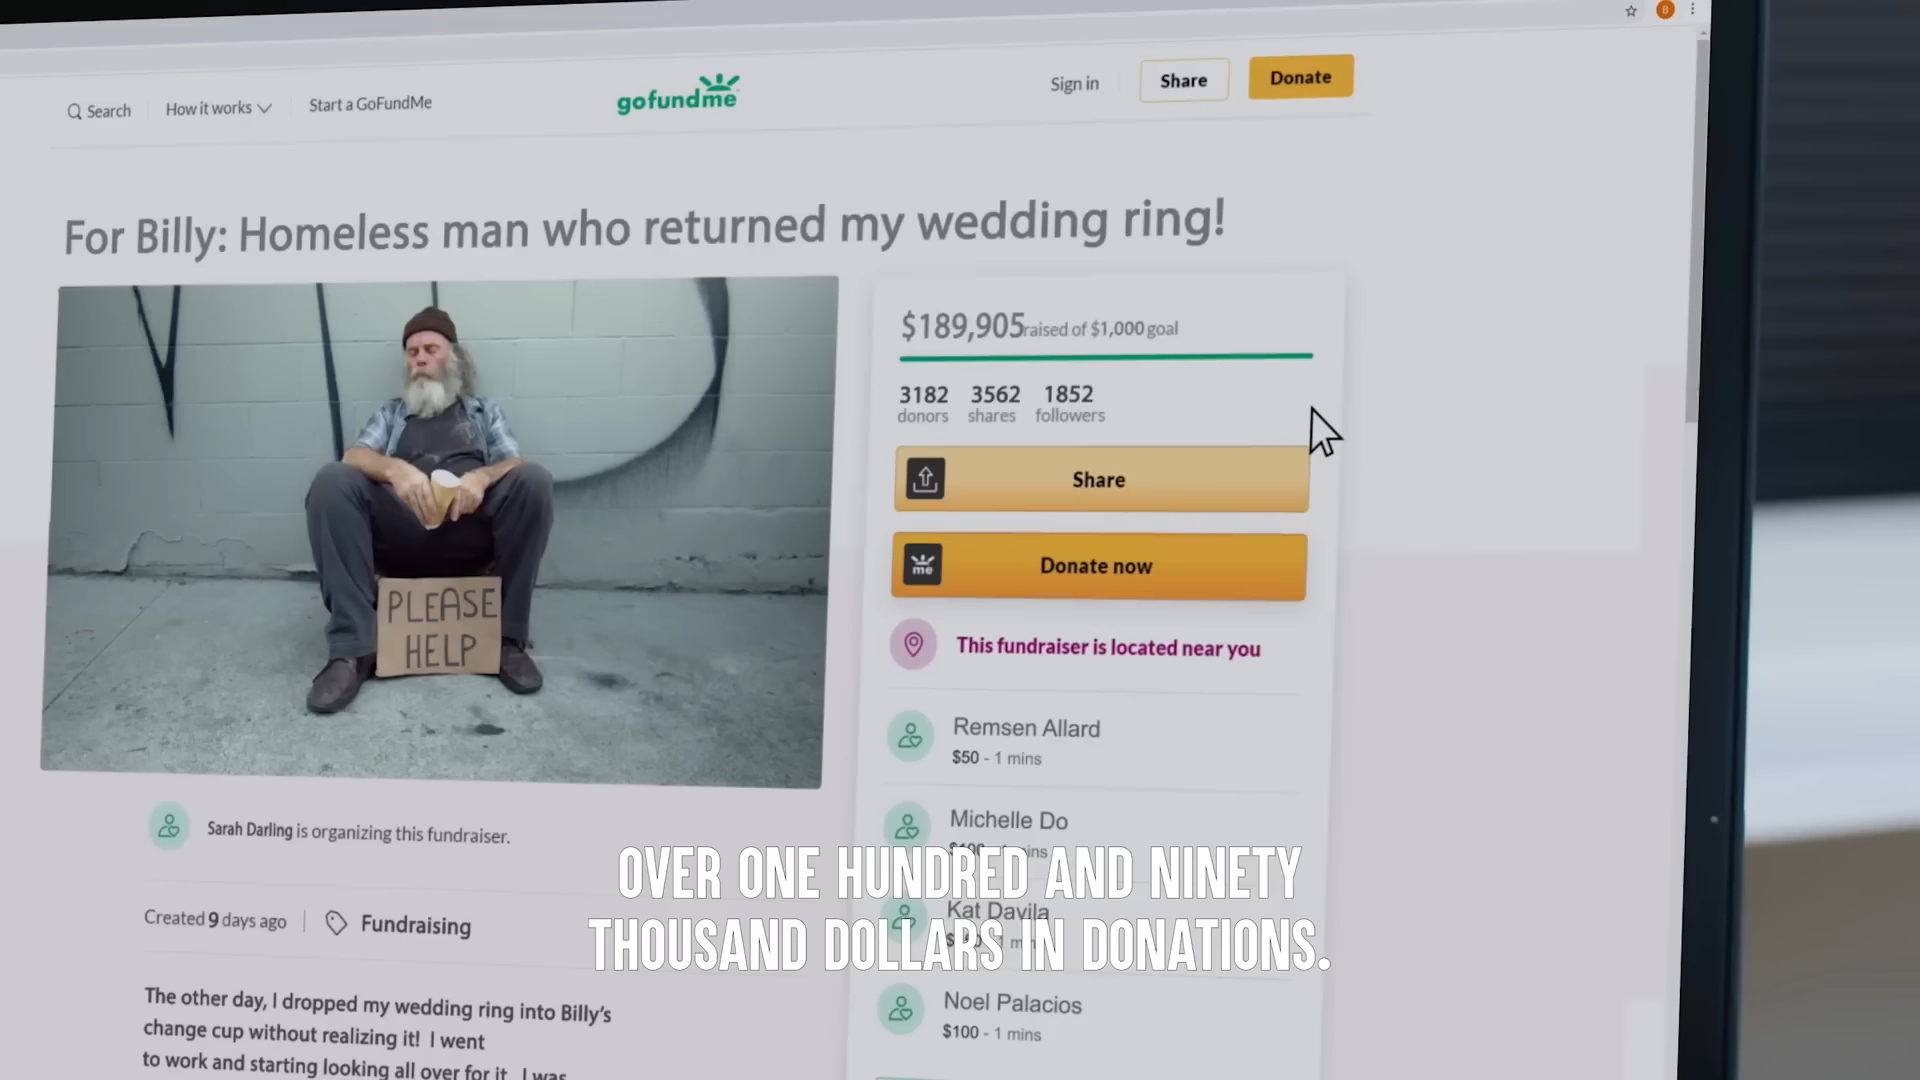 Search
How it works
Start a GoFundMe
gofundme
Sign in
Share
Donate
For Billy: Homeless man who returned my wedding ring!
PLEASE
HELP
$189,905 raised of $1,000 goal
3182 3562 1852
donors shares followers
Share
me
Donate now
This fundraiser is located near you
Remsen Allard
$50 - 1 mins
Michelle Do
Kat Davila
Noel Palacios
$100 - 1 mins
Sarah Darling is organizing this fundraiser.
Created 9 days ago
Fundraising
The other day, I dropped my wedding ring into Billy's
change cup without realizing it! I went
to work and starting looking all over for it. I was
OVER ONE HUNDRED AND NINETY
THOUSAND DOLLARS IN DONATIONS.